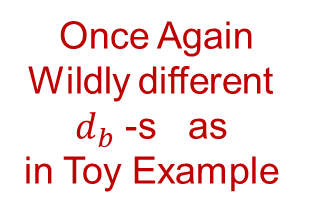 Once Again
Wildly different
$d_b$ -s as
in Toy Example